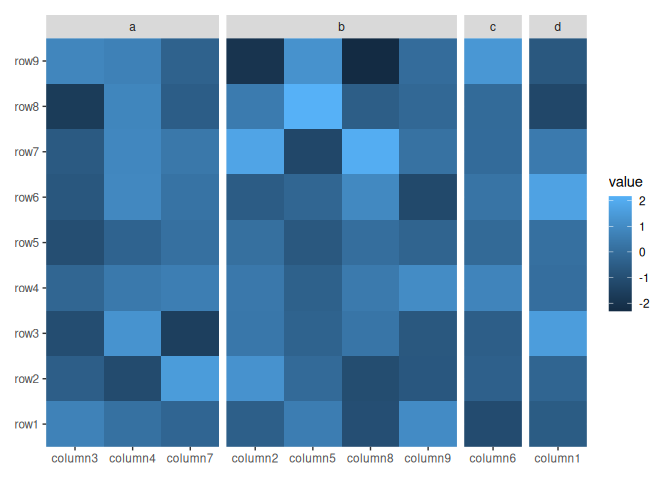 a b c d
row9
row8
row7
row6
row5
row4
row3
row2
row1
column3 column4 column7 column2 column5 column8 column9 column6 column1
value
2
1
0
-1
-2